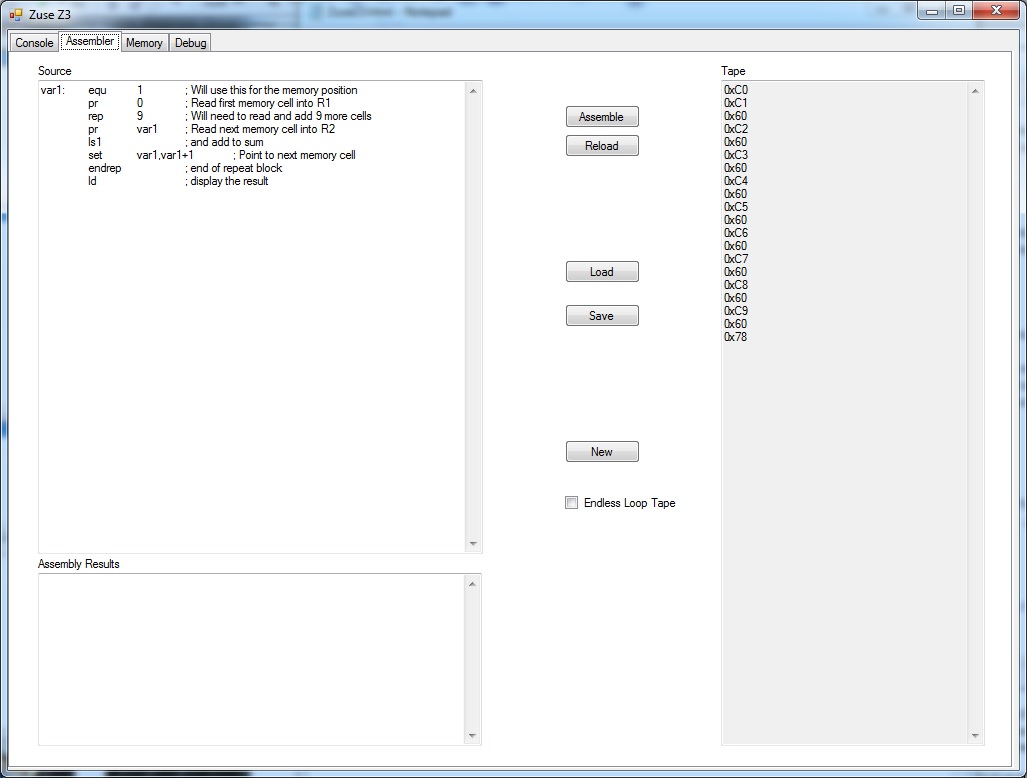 Zuse Z3
Console Assembler Memory Debug
Source
var1: equ 1 ; Will use this for the memory position
pr 0 ; Read first memory cell into R1
rep 9 ; Will need to read and add 9 more cells
pr var1 ; Read next memory cell into R2
ls1 ; and add to sum
set var1,var1+1 ; Point to next memory cell
endrep ; end of repeat block
ld ; display the result
Assembly Results
Assemble
Reload
Load
Save
New
Endless Loop Tape
Tape
0xC0
0xC1
0x60
0xC2
0x60
0xC3
0x60
0xC4
0x60
0xC5
0x60
0xC6
0x60
0xC7
0x60
0xC8
0x60
0xC9
0x60
0x78